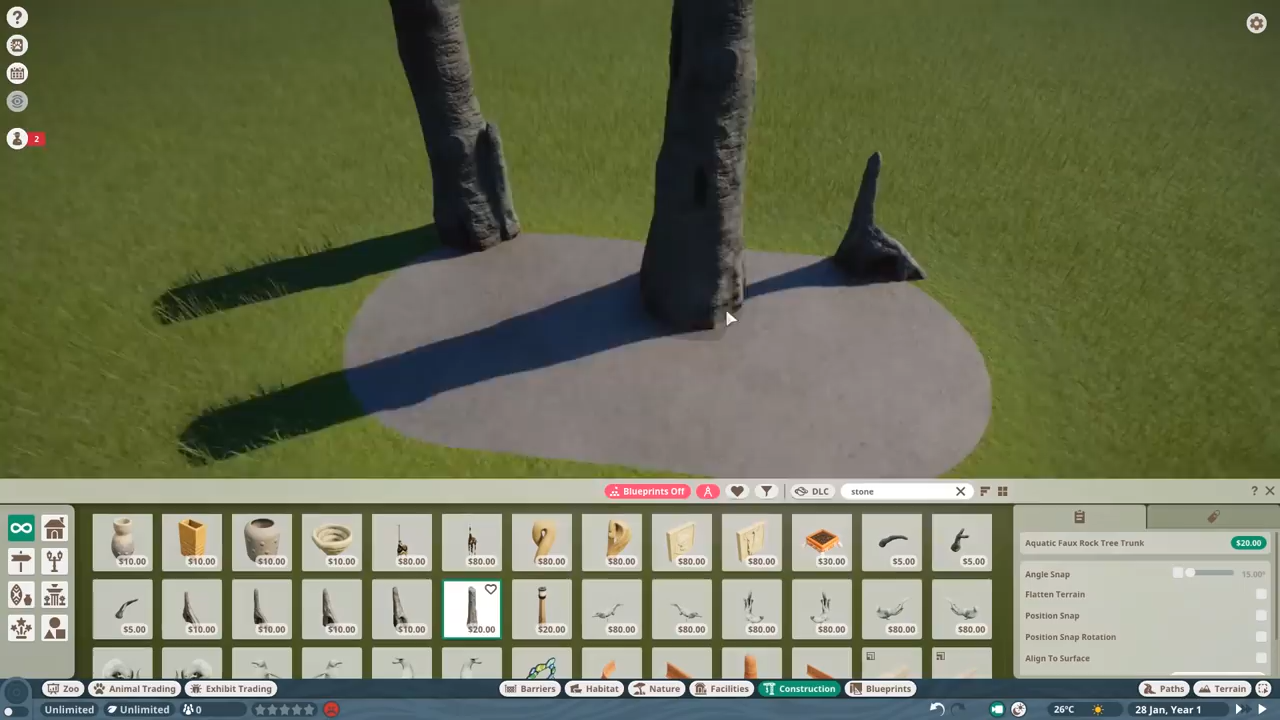 ?
2
Blueprints Off
DLC
stone
? ×
$10.00 $10.00 $10.00 $10.00 $80.00 $80.00 $80.00 $80.00 $80.00 $80.00 $30.00 $5.00 $5.00
$5.00 $10.00 $10.00 $10.00 $10.00 $20.00 $20.00 $80.00 $80.00 $80.00 $80.00 $80.00 $80.00
Aquatic Faux Rock Tree Trunk $20.00
Angle Snap 15.00°
Flatten Terrain
Position Snap
Position Snap Rotation
Align To Surface
Zoo Animal Trading Exhibit Trading Barriers Habitat Nature Facilities Construction Blueprints Paths Terrain
Unlimited Unlimited 0 26°C 28 Jan, Year 1